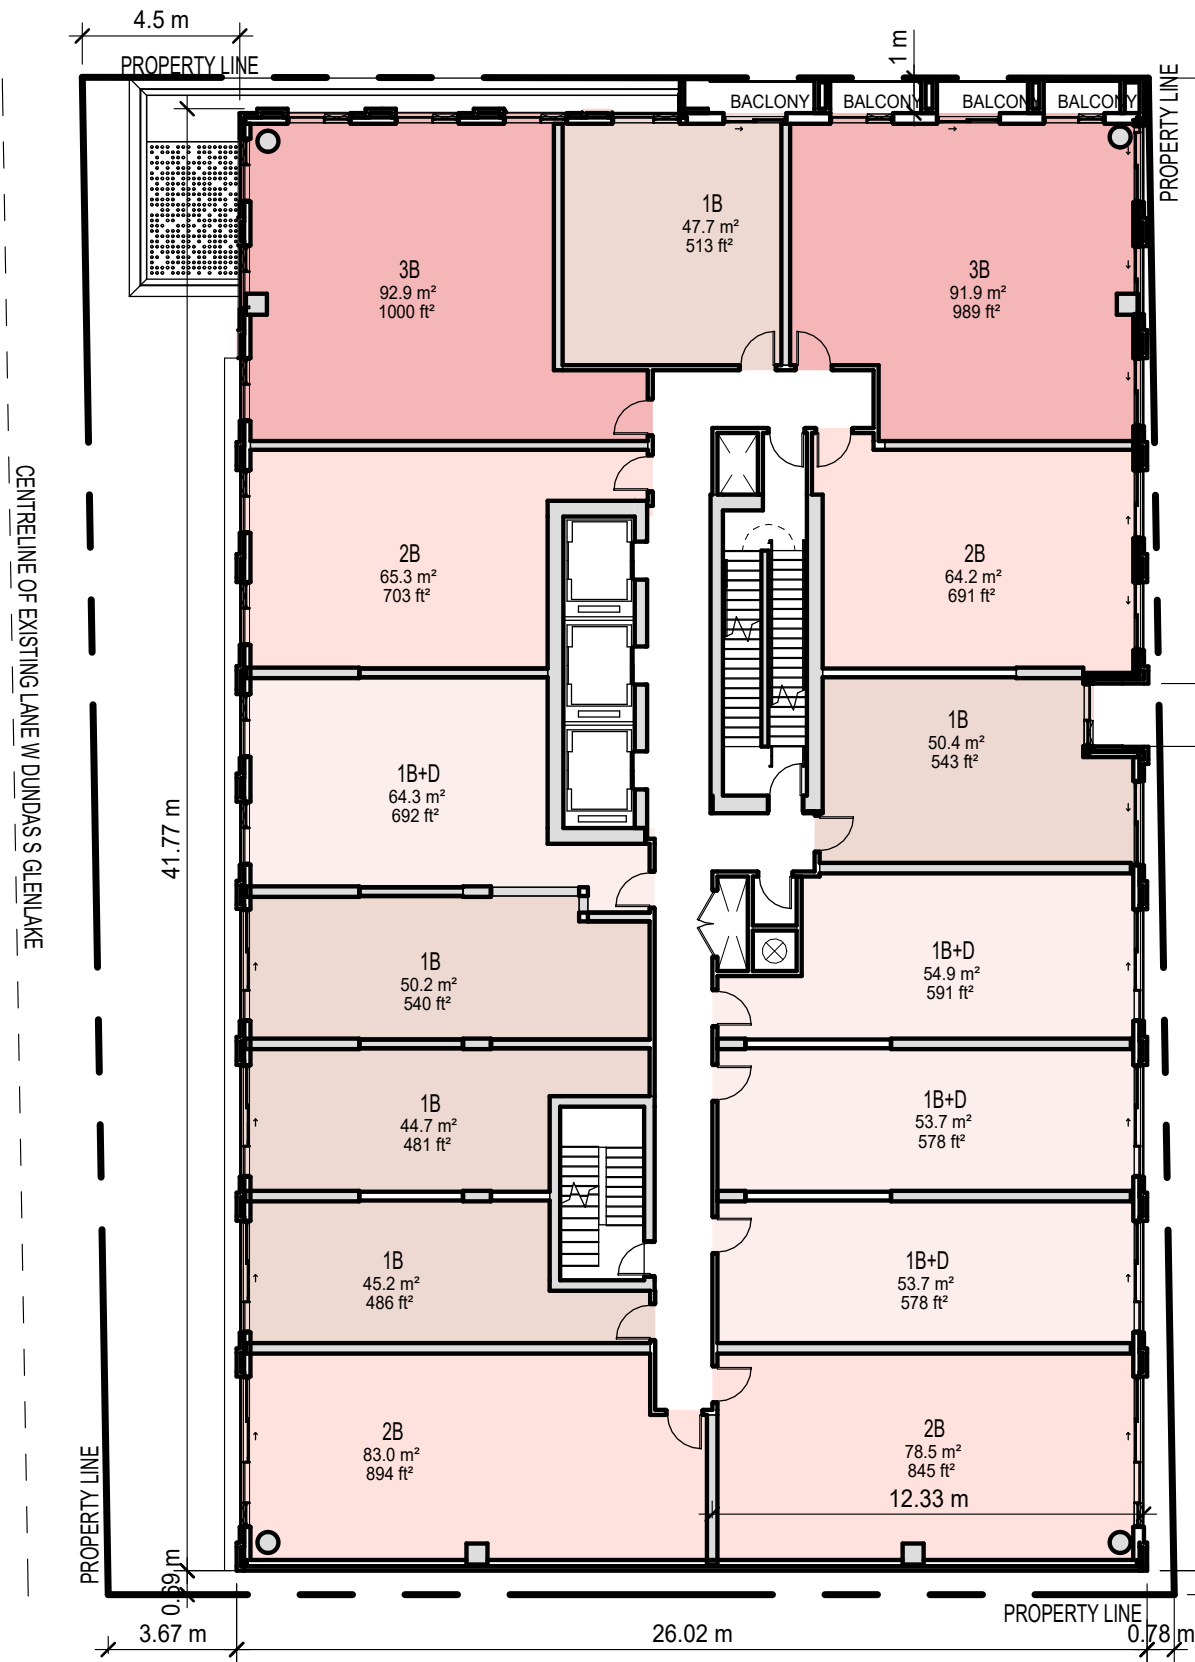 4.5 m
PROPERTY LINE
1 m
PROPERTY LINE
BACLONY
BALCONY
BALCONY
BALCONY
1B
47.7 m²
513 ft²
3B
92.9 m²
1000 ft²
3B
91.9 m²
989 ft²
2B
65.3 m²
703 ft²
2B
64.2 m²
691 ft²
CENTRELINE OF EXISTING LANE W DUNDAS S GLENLAKE
41.77 m
1B+D
64.3 m²
692 ft²
1B
50.4 m²
543 ft²
1B
50.2 m²
540 ft²
1B+D
54.9 m²
591 ft²
1B
44.7 m²
481 ft²
1B+D
53.7 m²
578 ft²
1B
45.2 m²
486 ft²
1B+D
53.7 m²
578 ft²
2B
83.0 m²
894 ft²
2B
78.5 m²
845 ft²
12.33 m
PROPERTY LINE
0.69 m
PROPERTY LINE
3.67 m
26.02 m
0.78 m